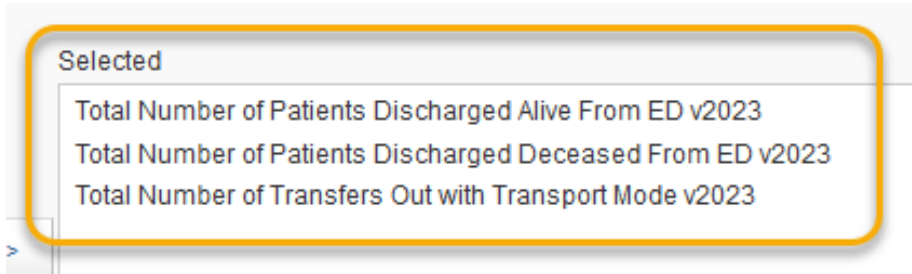 Selected
Total Number of Patients Discharged Alive From ED v2023
Total Number of Patients Discharged Deceased From ED v2023
Total Number of Transfers Out with Transport Mode v2023
>